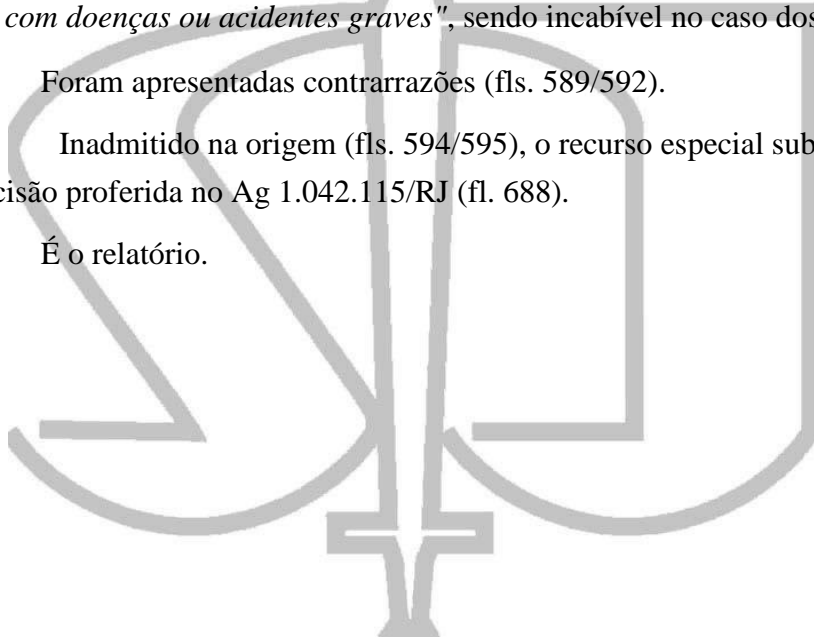 com doenças ou acidentes graves", sendo incabível no caso dos
Foram apresentadas contrarrazões (fls. 589/592).
Inadmitido na origem (fls. 594/595), o recurso especial sub
cisão proferida no Ag 1.042.115/RJ (fl. 688).
É o relatório.